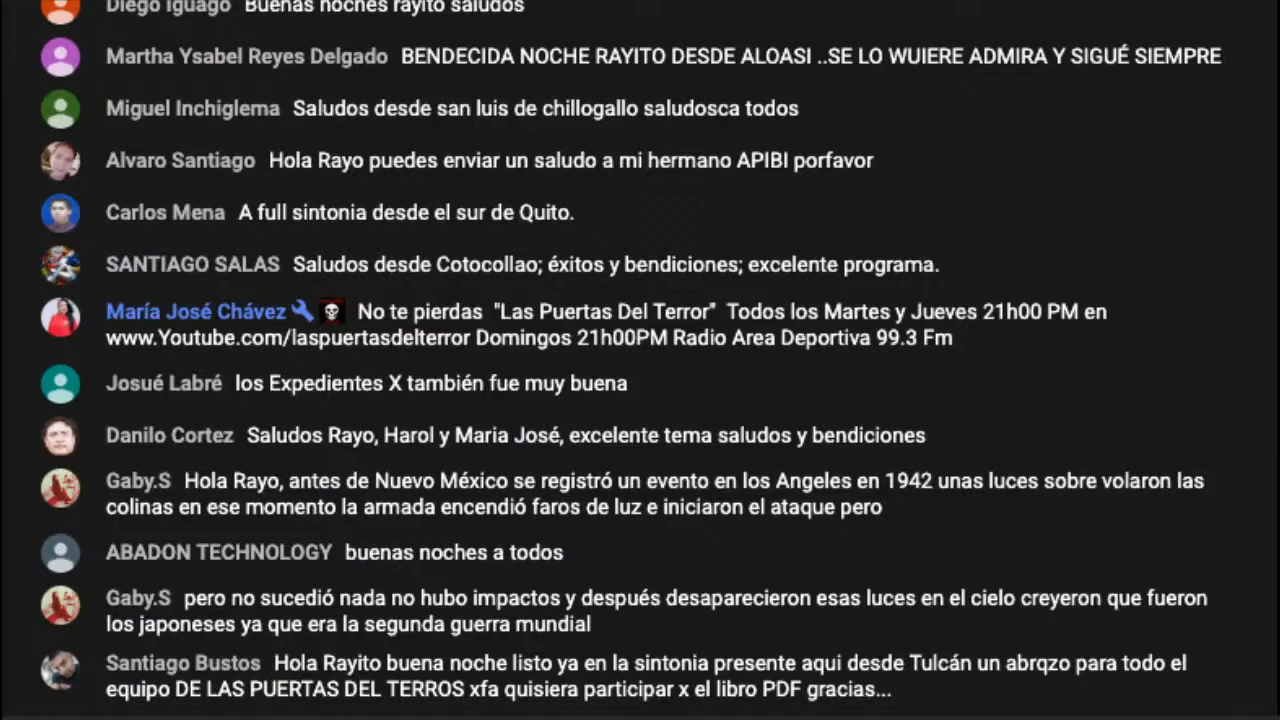 Diego Iguago Buenas noches rayito saludos
Martha Ysabel Reyes Delgado BENDECIDA NOCHE RAYITO DESDE ALOASI ..SE LO WUIERE ADMIRA Y SIGUÉ SIEMPRE
Miguel Inchiglema Saludos desde san luis de chillogallo saludosca todos
Alvaro Santiago Hola Rayo puedes enviar un saludo a mi hermano APIBI porfavor
Carlos Mena A full sintonia desde el sur de Quito.
SANTIAGO SALAS Saludos desde Cotocollao; éxitos y bendiciones; excelente programa.
María José Chávez No te pierdas "Las Puertas Del Terror" Todos los Martes y Jueves 21h00 PM en
www.Youtube.com/laspuertasdelterror Domingos 21h00PM Radio Area Deportiva 99.3 Fm
Josué Labré los Expedientes X también fue muy buena
Danilo Cortez Saludos Rayo, Harol y Maria José, excelente tema saludos y bendiciones
Gaby.S Hola Rayo, antes de Nuevo México se registró un evento en los Angeles en 1942 unas luces sobre volaron las
colinas en ese momento la armada encendió faros de luz e iniciaron el ataque pero
ABADON TECHNOLOGY buenas noches a todos
Gaby.S pero no sucedió nada no hubo impactos y después desaparecieron esas luces en el cielo creyeron que fueron
los japoneses ya que era la segunda guerra mundial
Santiago Bustos Hola Rayito buena noche listo ya en la sintonia presente aqui desde Tulcán un abrqzo para todo el
equipo DE LAS PUERTAS DEL TERROS xfa quisiera participar x el libro PDF gracias...